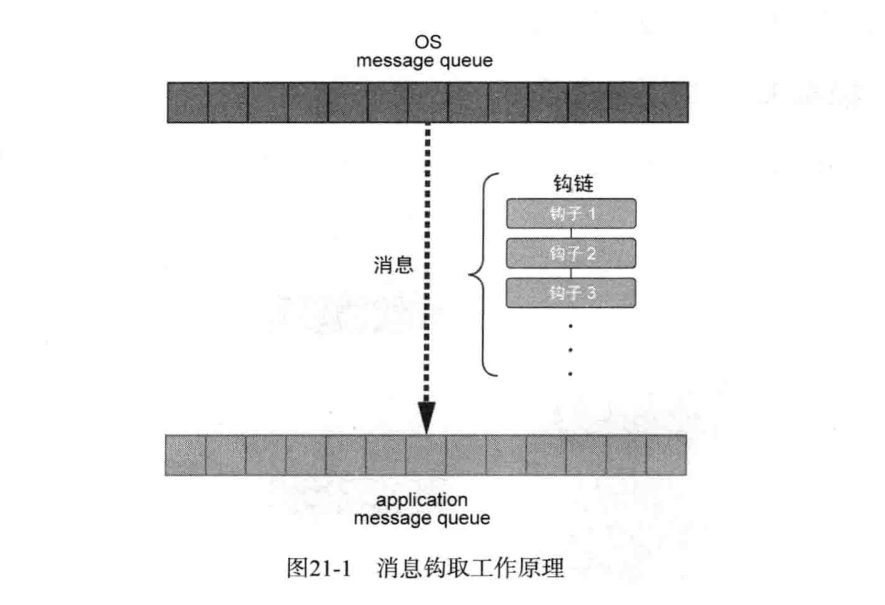 OS
message queue
钩链
钩子 1
钩子 2
消息
钩子 3
application
message queue
图21-1 消息钩取工作原理